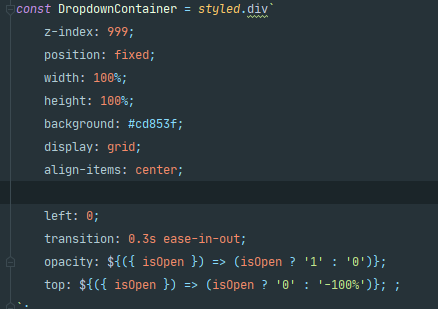 const DropdownContainer = styled.div`
z-index: 999;
position: fixed;
width: 100%;
height: 100%;
background: #cd853f;
display: grid;
align-items: center;
left: 0;
transition: 0.3s ease-in-out;
opacity: ${({ isOpen }) => (isOpen ? '1' : '0')};
top: ${({ isOpen }) => (isOpen ? '0' : '-100%')}; ;
`;